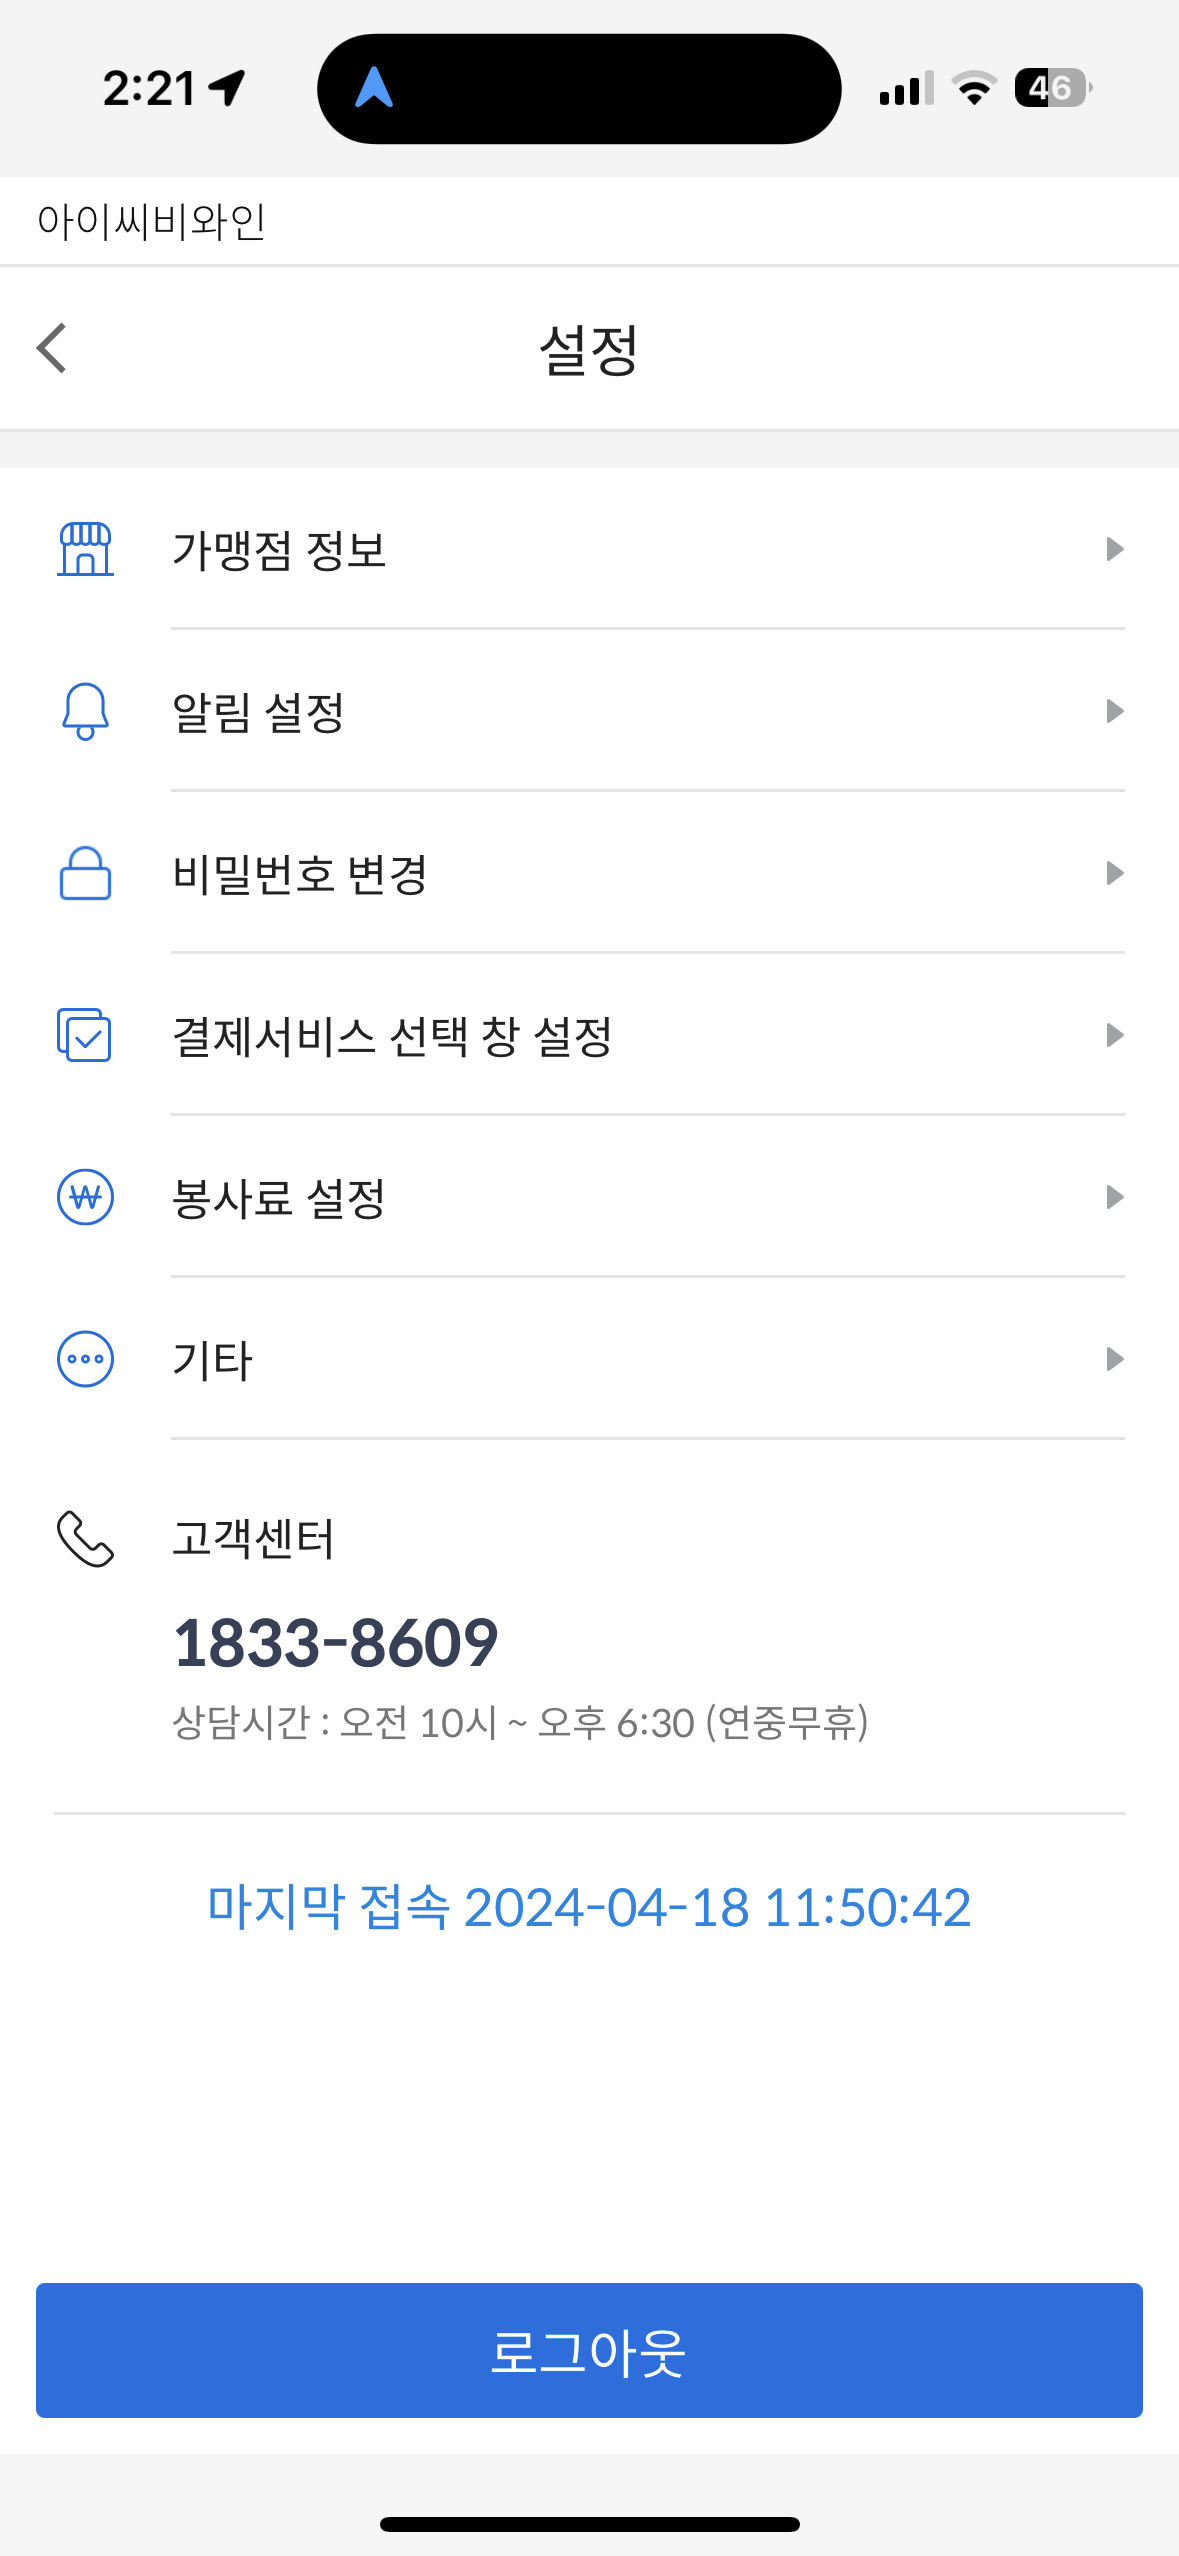 2:21
46
아이씨비와인
설정
가맹점 정보
알림 설정
비밀번호 변경
결제서비스 선택 창 설정
봉사료 설정
기타
고객센터
1833-8609
상담시간 : 오전 10시 ~ 오후 6:30 (연중무휴)
마지막 접속 2024-04-18 11:50:42
로그아웃